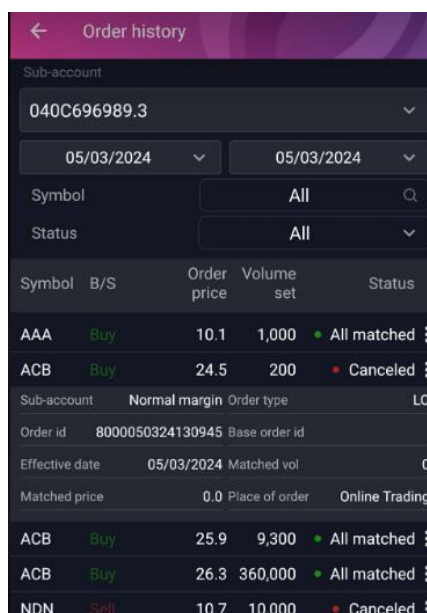 Order history
Sub-account
040C696989.3
05/03/2024 05/03/2024
Symbol All
Status All
Symbol B/S Order price Volume set Status
AAA Buy 10.1 1,000 All matched
ACB Buy 24.5 200 Canceled
Sub-account Normal margin Order type LO
Order id 8000050324130945 Base order id
Effective date 05/03/2024 Matched vol 0
Matched price 0.0 Place of order Online Trading
ACB Buy 25.9 9,300 All matched
ACB Buy 26.3 360,000 All matched
NDN Sell 10.7 10,000 Canceled